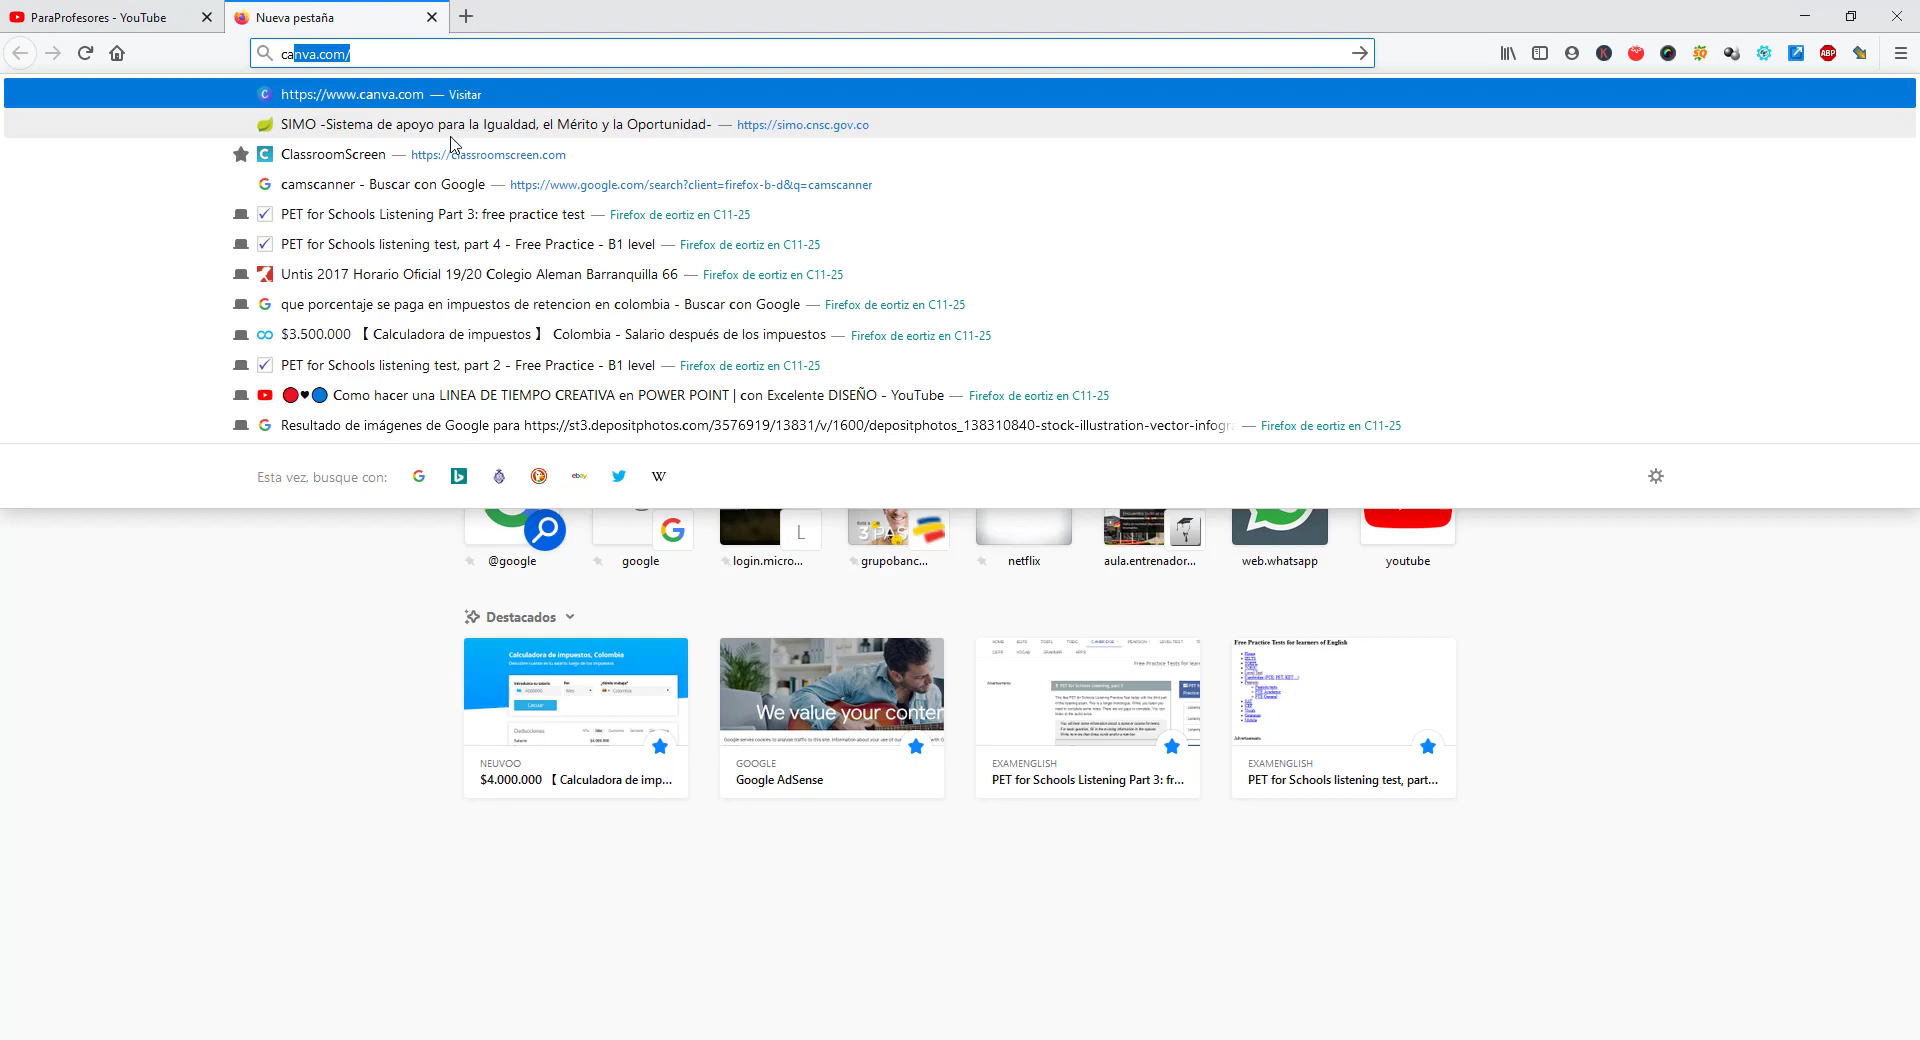 ParaProfesores - YouTube
Nueva pestaña
canva.com/
https://www.canva.com — Visitar
SIMO -Sistema de apoyo para la Igualdad, el Mérito y la Oportunidad- — https://simo.cnsc.gov.co
ClassroomScreen — https://classroomscreen.com
camscanner - Buscar con Google — https://www.google.com/search?client=firefox-b-d&q=camscanner
PET for Schools Listening Part 3: free practice test — Firefox de eortiz en C11-25
PET for Schools listening test, part 4 - Free Practice - B1 level — Firefox de eortiz en C11-25
Untis 2017 Horario Oficial 19/20 Colegio Aleman Barranquilla 66 — Firefox de eortiz en C11-25
que porcentaje se paga en impuestos de retencion en colombia - Buscar con Google — Firefox de eortiz en C11-25
$3.500.000 【 Calculadora de impuestos 】 Colombia - Salario después de los impuestos — Firefox de eortiz en C11-25
PET for Schools listening test, part 2 - Free Practice - B1 level — Firefox de eortiz en C11-25
🔴♥🔵 Como hacer una LINEA DE TIEMPO CREATIVA en POWER POINT | con Excelente DISEÑO - YouTube — Firefox de eortiz en C11-25
Resultado de imágenes de Google para https://st3.depositphotos.com/3576919/13831/v/1600/depositphotos_138310840-stock-illustration-vector-infogra — Firefox de eortiz en C11-25
Esta vez, busque con:
@google
google
login.micro...
grupobanc...
netflix
aula.entrenador...
web.whatsapp
youtube
Destacados
Calculadora de impuestos, Colombia
We value your conten
Free Practice Tests for learners of English
NEUVOO
$4.000.000 【 Calculadora de imp...
GOOGLE
Google AdSense
EXAMENGLISH
PET for Schools Listening Part 3: fr...
EXAMENGLISH
PET for Schools listening test, part...